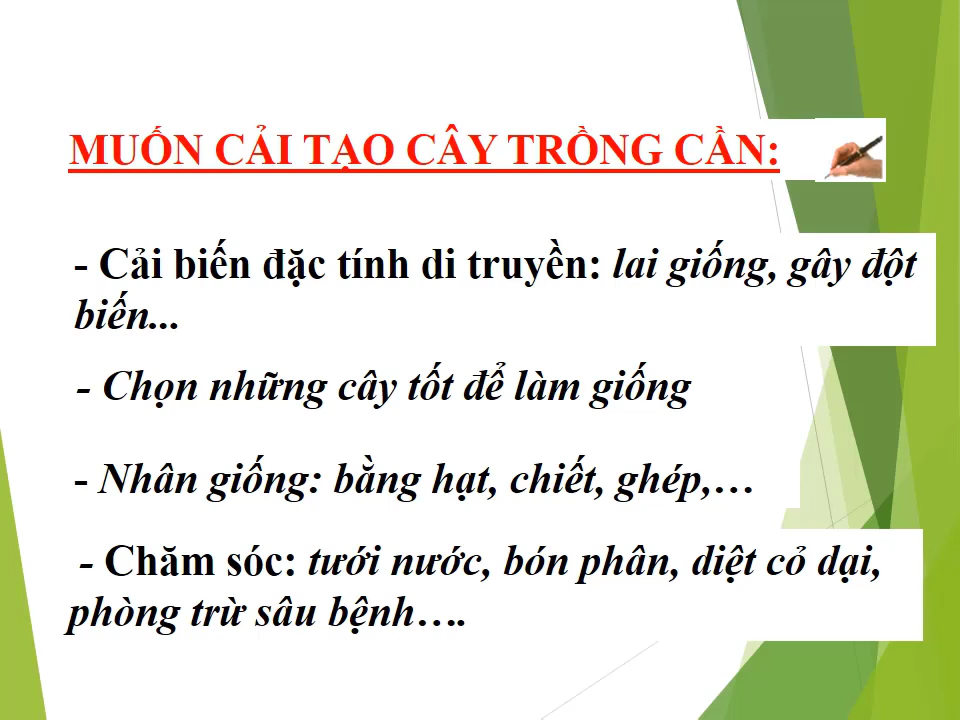 MUỐN CẢI TẠO CÂY TRỒNG CẦN:
- Cải biến đặc tính di truyền: lai giống, gây đột
biến...
- Chọn những cây tốt để làm giống
- Nhân giống: bằng hạt, chiết, ghép,…
- Chăm sóc: tưới nước, bón phân, diệt cỏ dại,
phòng trừ sâu bệnh….